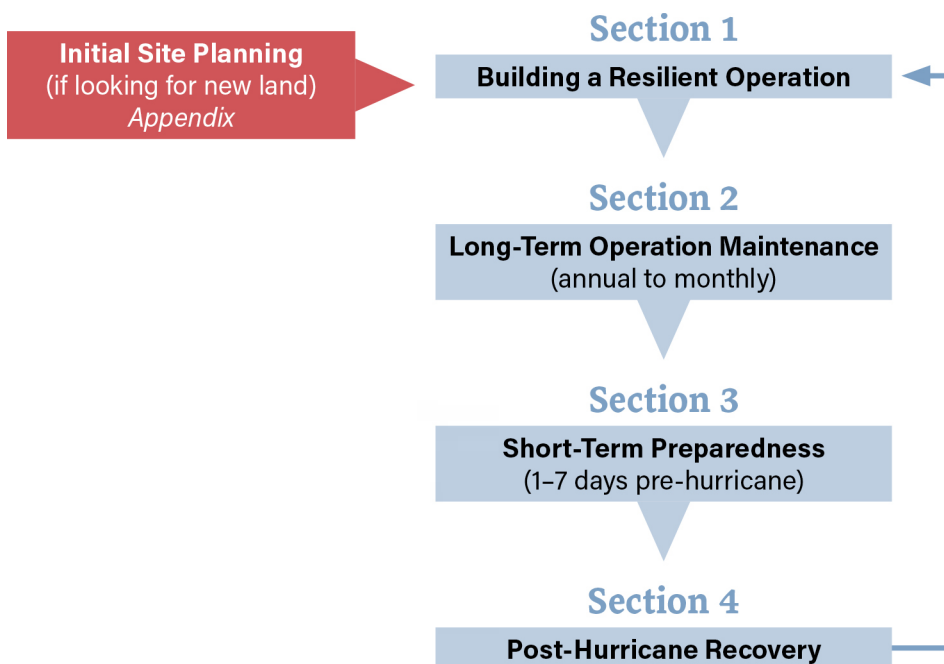 Initial Site Planning
(if looking for new land)
Appendix
Section 1
Building a Resilient Operation
Section 2
Long-Term Operation Maintenance
(annual to monthly)
Section 3
Short-Term Preparedness
(1–7 days pre-hurricane)
Section 4
Post-Hurricane Recovery